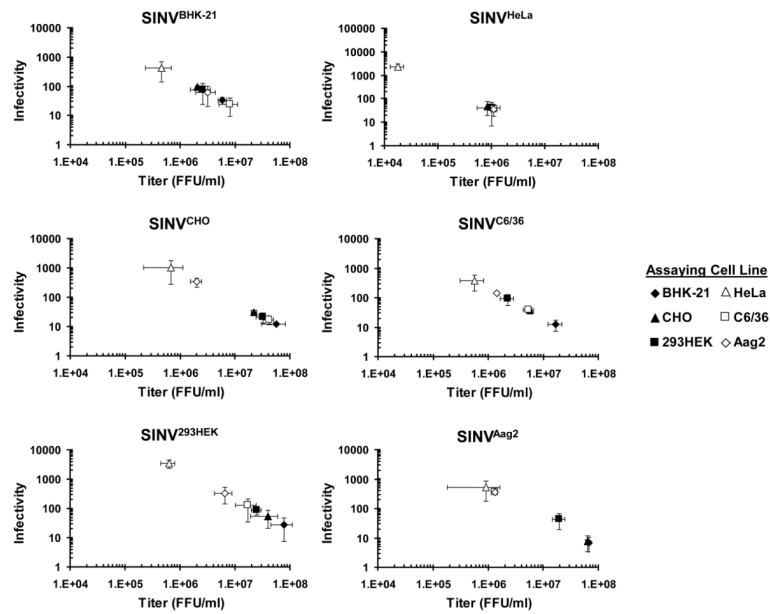 SINV^BHK-21
Infectivity
10000
1000
100
10
1
1.E+04 1.E+05 1.E+06 1.E+07 1.E+08
Titer (FFU/ml)
SINV^HeLa
Infectivity
10000
1000
100
10
1
1.E+04 1.E+05 1.E+06 1.E+07 1.E+08
Titer (FFU/ml)
SINV^CHO
Infectivity
10000
1000
100
10
1
1.E+04 1.E+05 1.E+06 1.E+07 1.E+08
Titer (FFU/ml)
SINV^C6/36
Infectivity
10000
1000
100
10
1
1.E+04 1.E+05 1.E+06 1.E+07 1.E+08
Titer (FFU/ml)
Assaying Cell Line
BHK-21 HeLa
CHO C6/36
293HEK Aag2
SINV^293HEK
Infectivity
10000
1000
100
10
1
1.E+04 1.E+05 1.E+06 1.E+07 1.E+08
Titer (FFU/ml)
SINV^Aag2
Infectivity
10000
1000
100
10
1
1.E+04 1.E+05 1.E+06 1.E+07 1.E+08
Titer (FFU/ml)